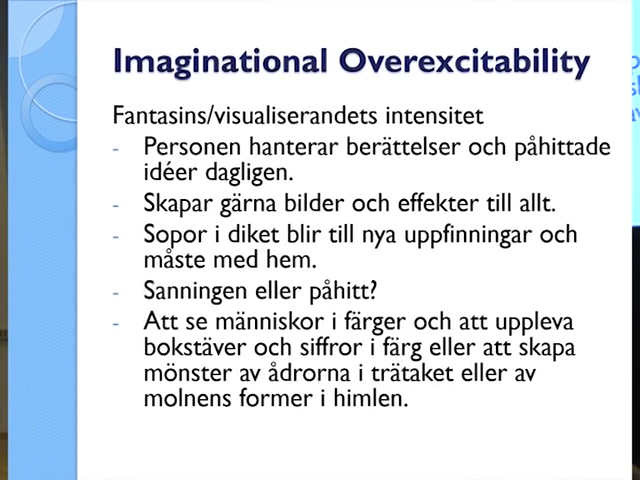 Imaginational Overexcitability
Fantasins/visualiserandets intensitet
- Personen hanterar berättelser och påhittade
idéer dagligen.
- Skapar gärna bilder och effekter till allt.
- Sopor i diket blir till nya uppfinningar och
måste med hem.
- Sanningen eller påhitt?
- Att se människor i färger och att uppleva
bokstäver och siffror i färg eller att skapa
mönster av ådrorna i trätaket eller av
molnens former i himlen.